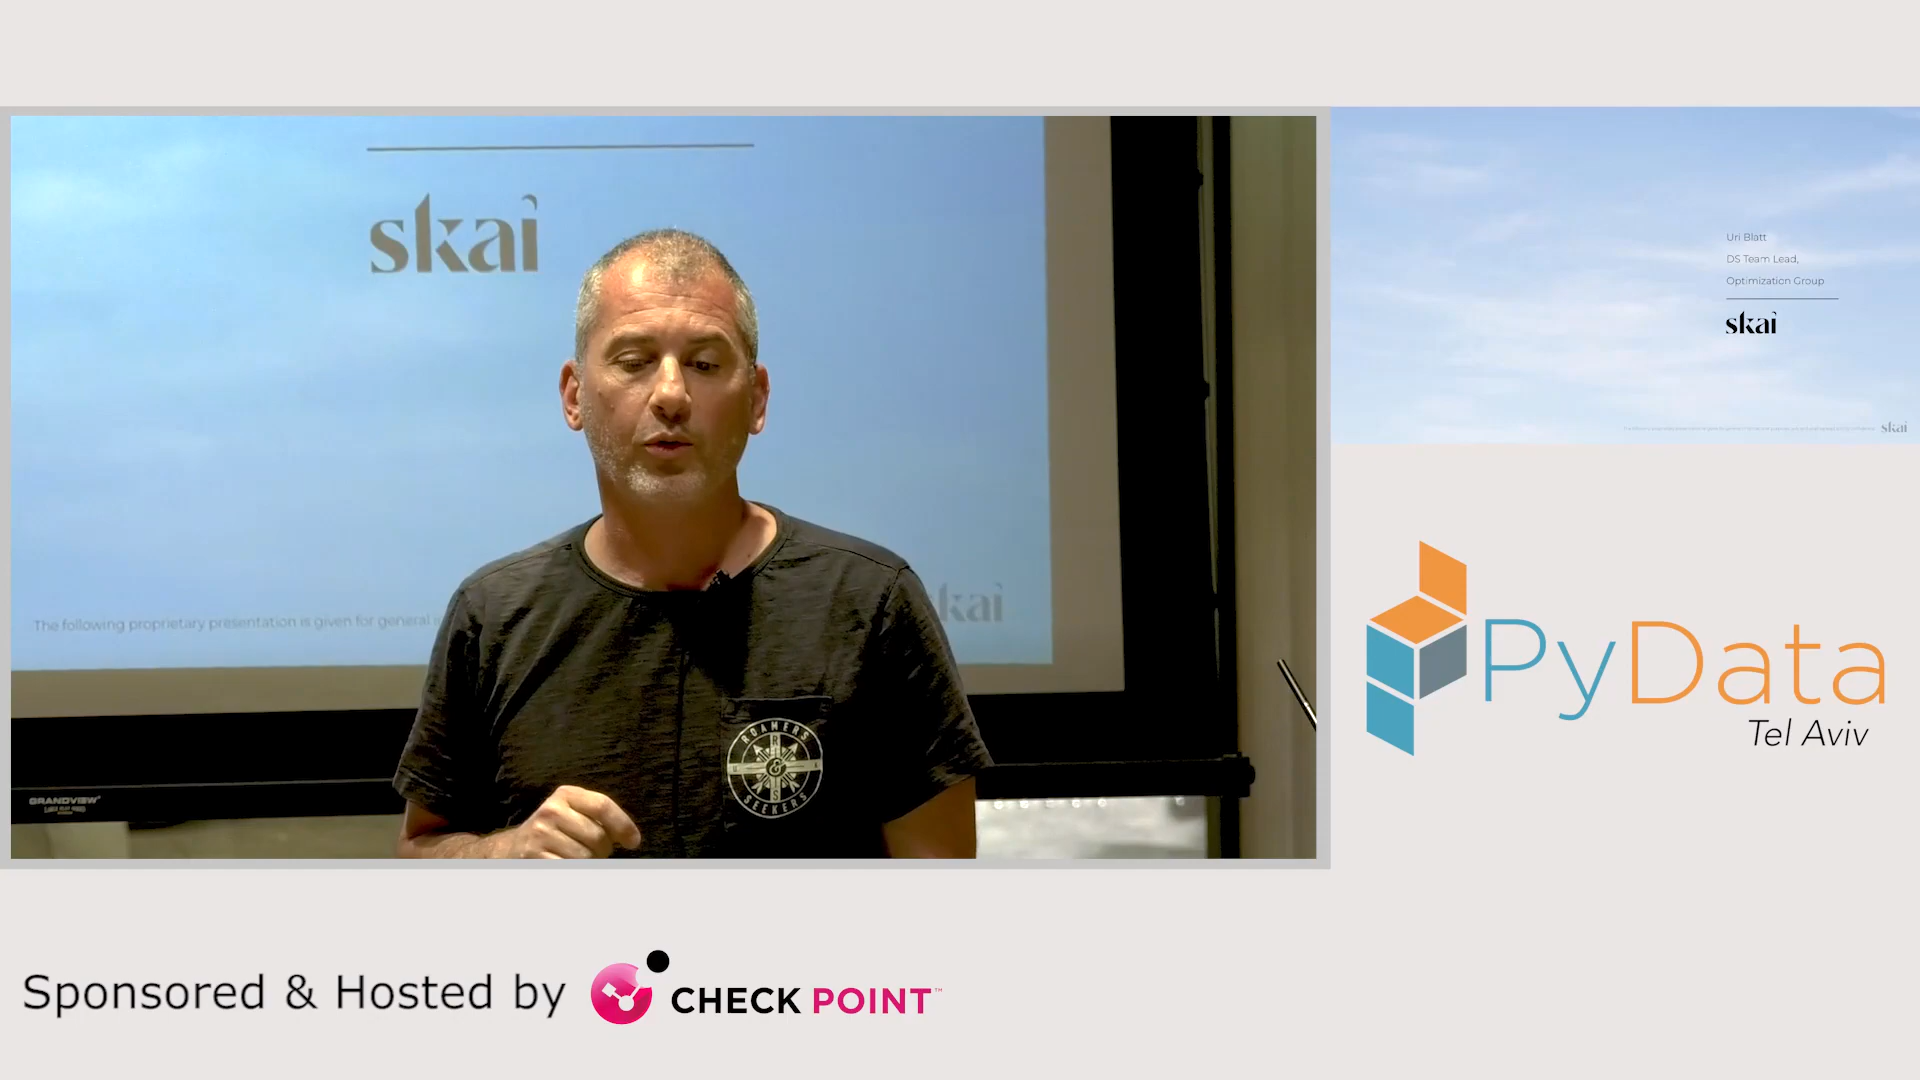 skai
The following proprietary presentation is given for general
kai
ROAMERS
R & S
SEEKERS
GRANDVIEW
Uri Blatt
DS Team Lead,
Optimization Group
skai
skai
PyData
Tel Aviv
Sponsored & Hosted by
CHECK POINT™